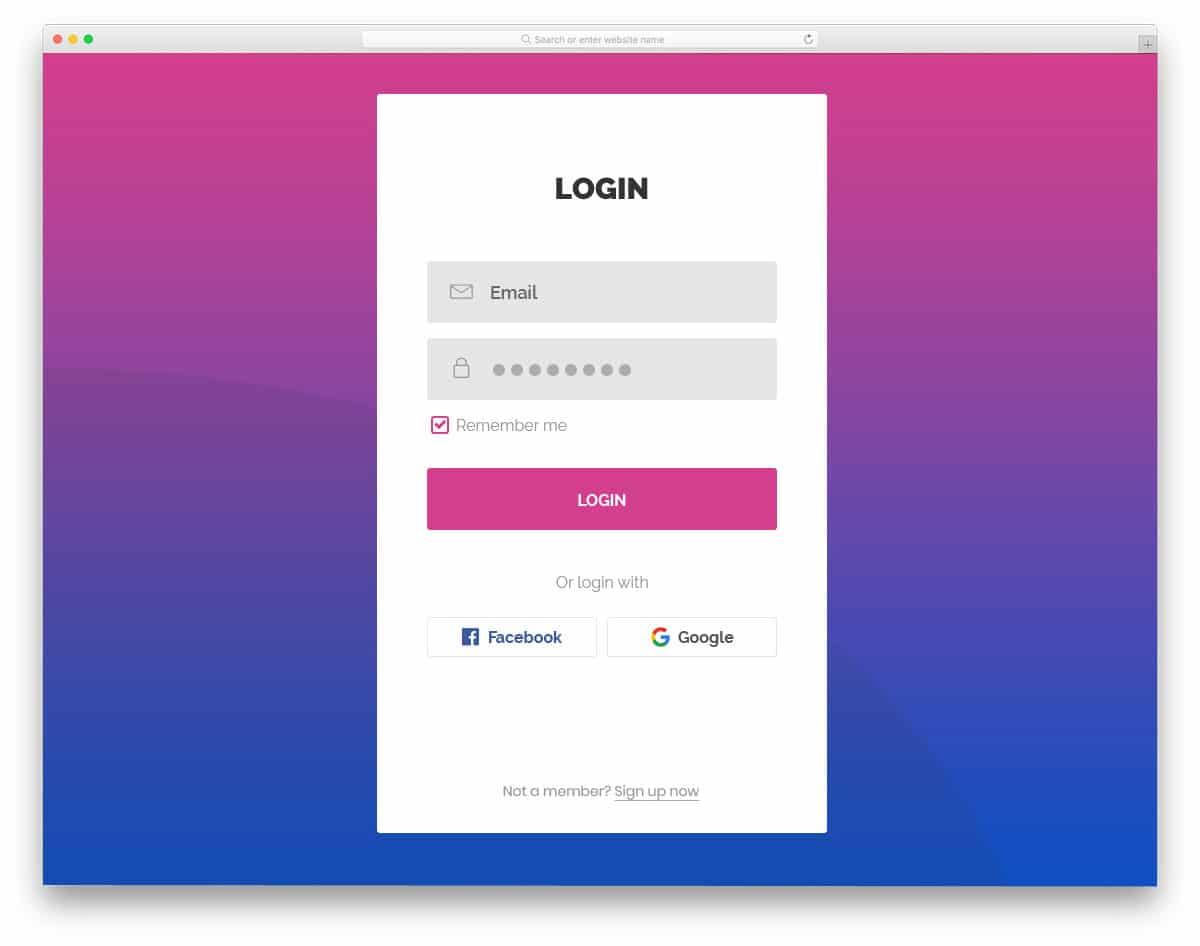 Search or enter website name
LOGIN
Email
Remember me
LOGIN
Or login with
Facebook
Google
Not a member? Sign up now